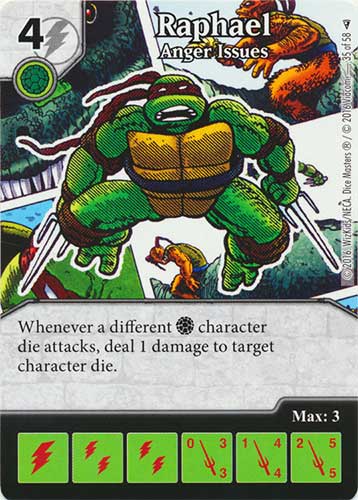 4
Raphael
Anger Issues
35 of 58
© 2016 WizKids/NECA. Dice Masters ® / © 2016 Viacom
Whenever a different character
die attacks, deal 1 damage to target
character die.
Max: 3
0 3 3
1 4 4
2 5 5